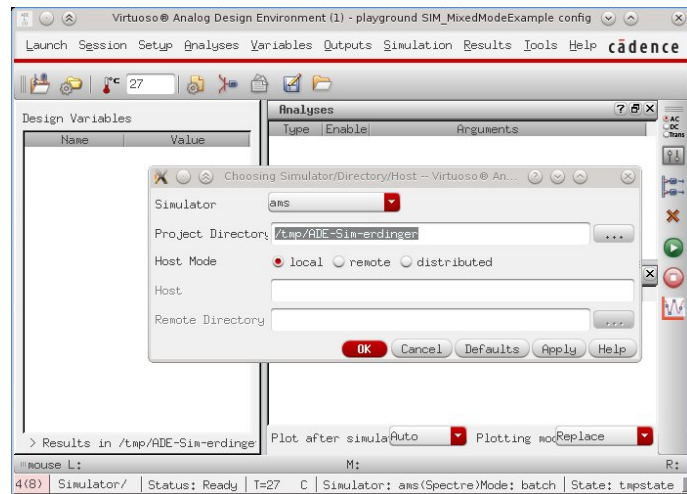 Virtuoso® Analog Design Environment (1) - playground SIM_MixedModeExample config
Launch Session Setup Analyses Variables Outputs Simulation Results Tools Help cādence
27
Design Variables
Name Value
Analyses
Type Enable Arguments
AC
DC
Trans
Choosing Simulator/Directory/Host -- Virtuoso® An...
Simulator ams
Project Directory /tmp/ADE-Sim-erdinger ...
Host Mode local remote distributed
Host
Remote Directory ...
OK Cancel Defaults Apply Help
> Results in /tmp/ADE-Sim-erdinge
Plot after simula Auto Plotting mod Replace
mouse L: M: R:
4(8) Simulator/ Status: Ready T=27 C Simulator: ams(Spectre) Mode: batch State: tmpstate